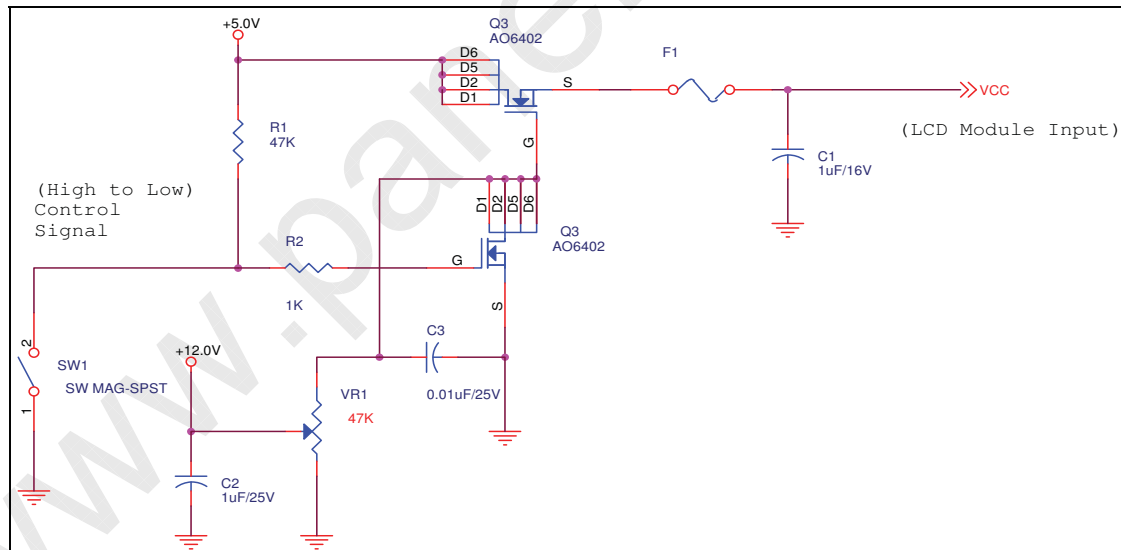 +5.0V
Q3
AO6402
D6
D5
D2
D1
S
G
F1
VCC
(LCD Module Input)
R1
47K
C1
1uF/16V
(High to Low)
Control
Signal
D1
D2
D5
D6
Q3
AO6402
R2
G
1K
S
C3
0.01uF/25V
2
SW1
SW MAG-SPST
1
+12.0V
VR1
47K
C2
1uF/25V
www.pane